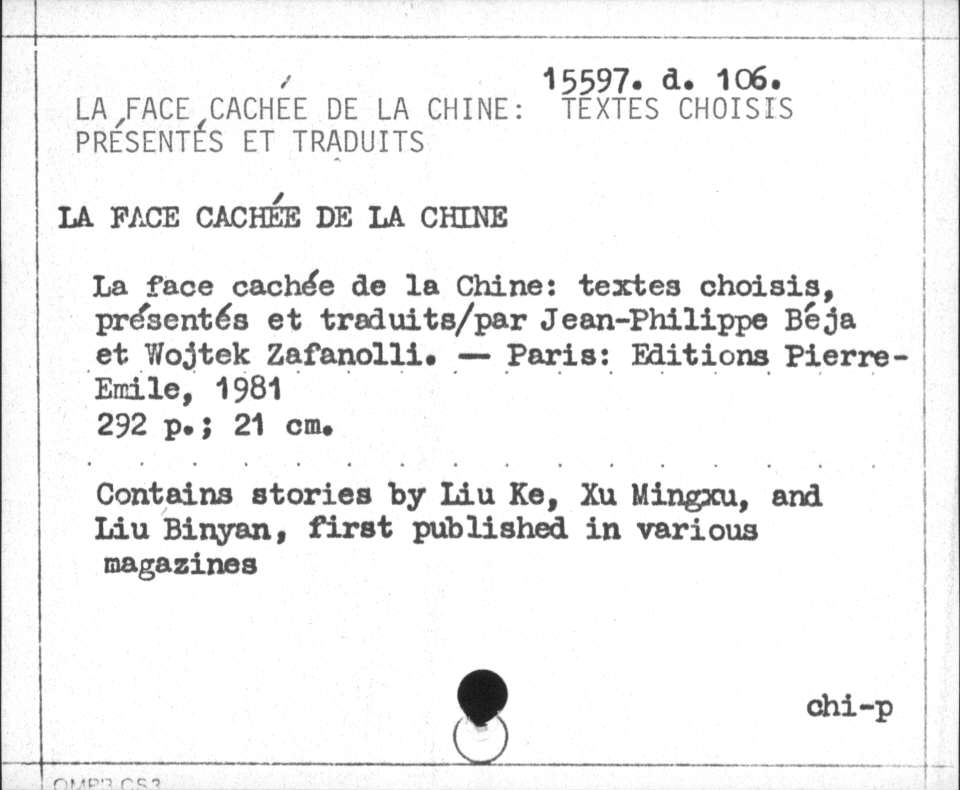 15597. d. 106.
LA FACE CACHÉE DE LA CHINE: TEXTES CHOISIS
PRÉSENTÉS ET TRADUITS
LA FACE CACHÉE DE LA CHINE
La face cachée de la Chine: textes choisis,
présentés et traduits/par Jean-Philippe Béja
et Wojtek Zafanolli. — Paris: Editions Pierre-
Emile, 1981
292 p.; 21 cm.
Contains stories by Liu Ke, Xu Mingxu, and
Liu Binyan, first published in various
magazines
chi-p